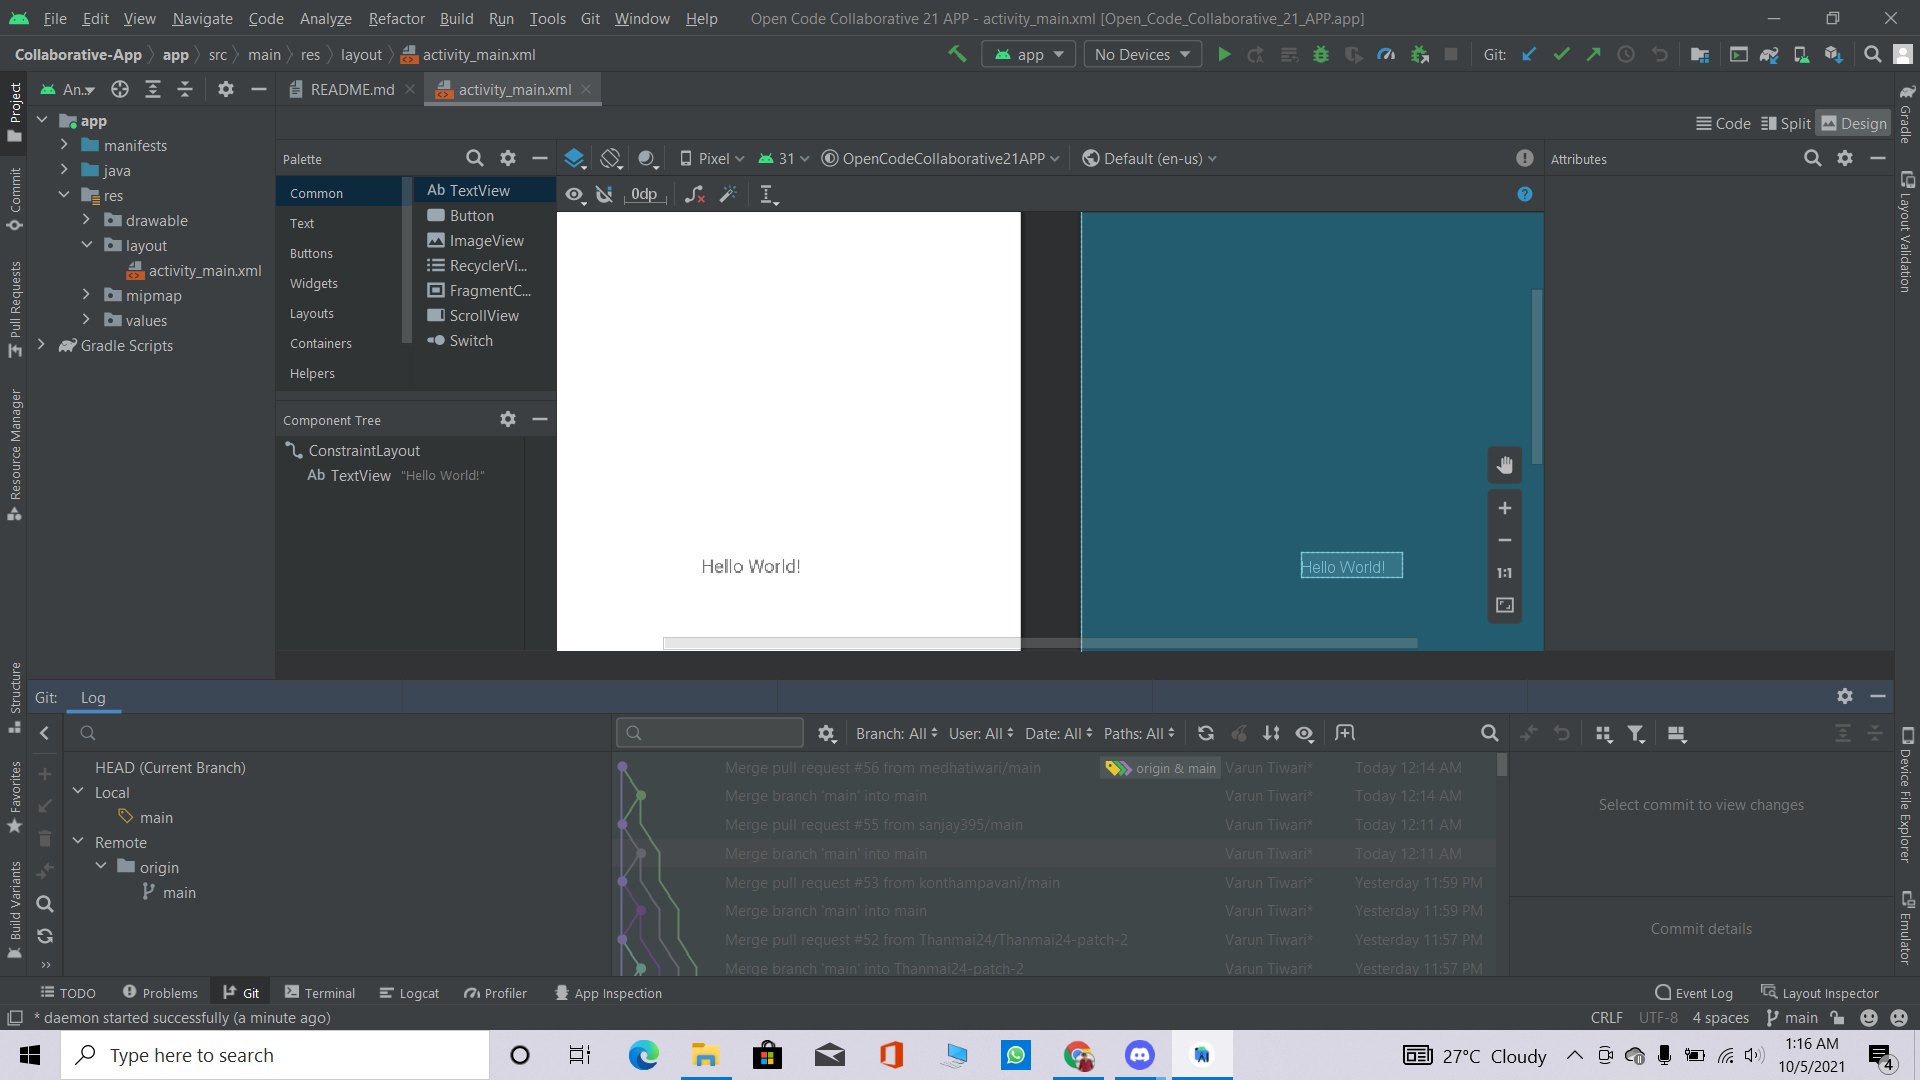 File Edit View Navigate Code Analyze Refactor Build Run Tools Git Window Help Open Code Collaborative 21 APP - activity_main.xml [Open_Code_Collaborative_21_APP.app]
Collaborative-App app src main res layout activity_main.xml app No Devices Git:
An... README.md activity_main.xml
Project
Commit
Pull Requests
Resource Manager
Structure
Favorites
Build Variants
app
manifests
java
res
drawable
layout
activity_main.xml
mipmap
values
Gradle Scripts
Code Split Design
Palette
Common
Text
Buttons
Widgets
Layouts
Containers
Helpers
Ab TextView
Button
ImageView
RecyclerVi...
FragmentC...
ScrollView
Switch
Pixel 31 OpenCodeCollaborative21APP Default (en-us)
0dp
Attributes
Component Tree
ConstraintLayout
Ab TextView "Hello World!"
Hello World!
Hello World!
1:1
Gradle
Layout Validation
Device File Explorer
Emulator
Git: Log
HEAD (Current Branch)
Local
main
Remote
origin
main
Branch: All User: All Date: All Paths: All
Merge pull request #56 from medhatiwari/main origin & main Varun Tiwari* Today 12:14 AM
Merge branch 'main' into main Varun Tiwari* Today 12:14 AM
Merge pull request #55 from sanjay395/main Varun Tiwari* Today 12:11 AM
Merge branch 'main' into main Varun Tiwari* Today 12:11 AM
Merge pull request #53 from konthampavani/main Varun Tiwari* Yesterday 11:59 PM
Merge branch 'main' into main Varun Tiwari* Yesterday 11:59 PM
Merge pull request #52 from Thanmai24/Thanmai24-patch-2 Varun Tiwari* Yesterday 11:57 PM
Merge branch 'main' into Thanmai24-patch-2 Varun Tiwari* Yesterday 11:57 PM
Select commit to view changes
Commit details
TODO Problems Git Terminal Logcat Profiler App Inspection Event Log Layout Inspector
* daemon started successfully (a minute ago) CRLF UTF-8 4 spaces main
Type here to search 27°C Cloudy 1:16 AM
10/5/2021 4